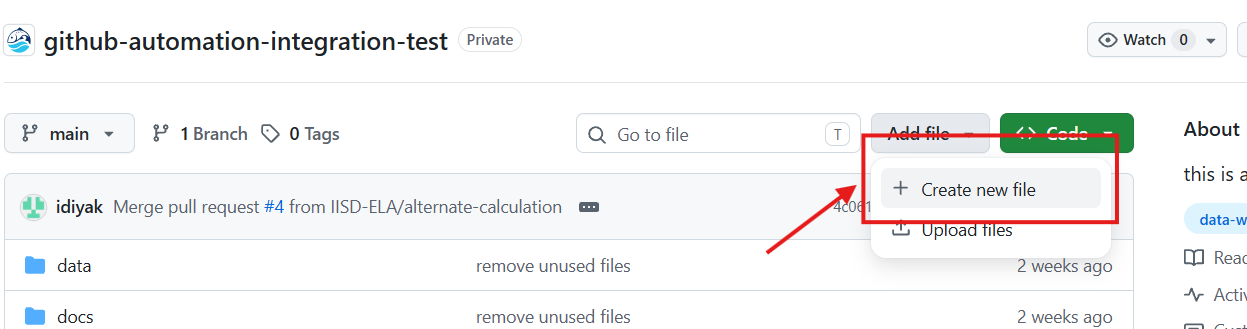 github-automation-integration-test Private
Watch 0
main 1 Branch 0 Tags
Go to file T
Add file
Code
About
this is a
idiyak Merge pull request #4 from IISD-ELA/alternate-calculation
4c061
Create new file
Upload files
data-w
data remove unused files 2 weeks ago
Activ
docs remove unused files 2 weeks ago